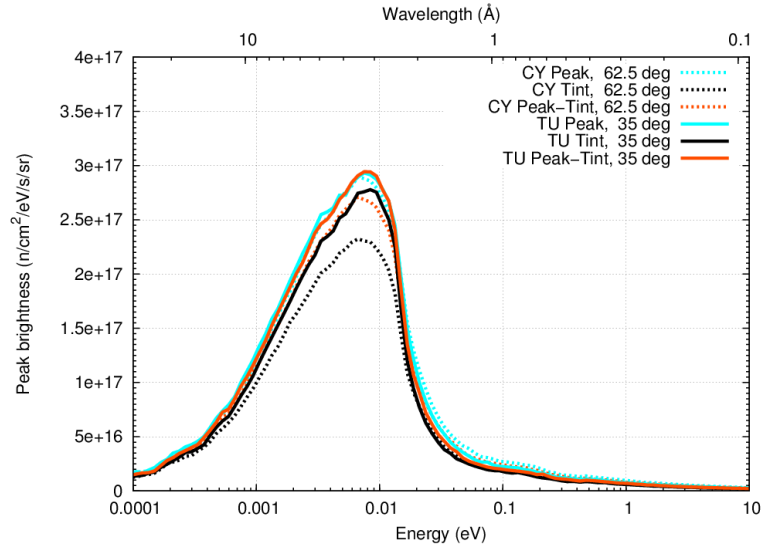 Wavelength (Å)
10 1 0.1
4e+17
3.5e+17
3e+17
2.5e+17
2e+17
1.5e+17
1e+17
5e+16
0
Peak brightness (n/cm²/eV/s/sr)
CY Peak, 62.5 deg
CY Tint, 62.5 deg
CY Peak−Tint, 62.5 deg
TU Peak, 35 deg
TU Tint, 35 deg
TU Peak−Tint, 35 deg
0.0001 0.001 0.01 0.1 1 10
Energy (eV)